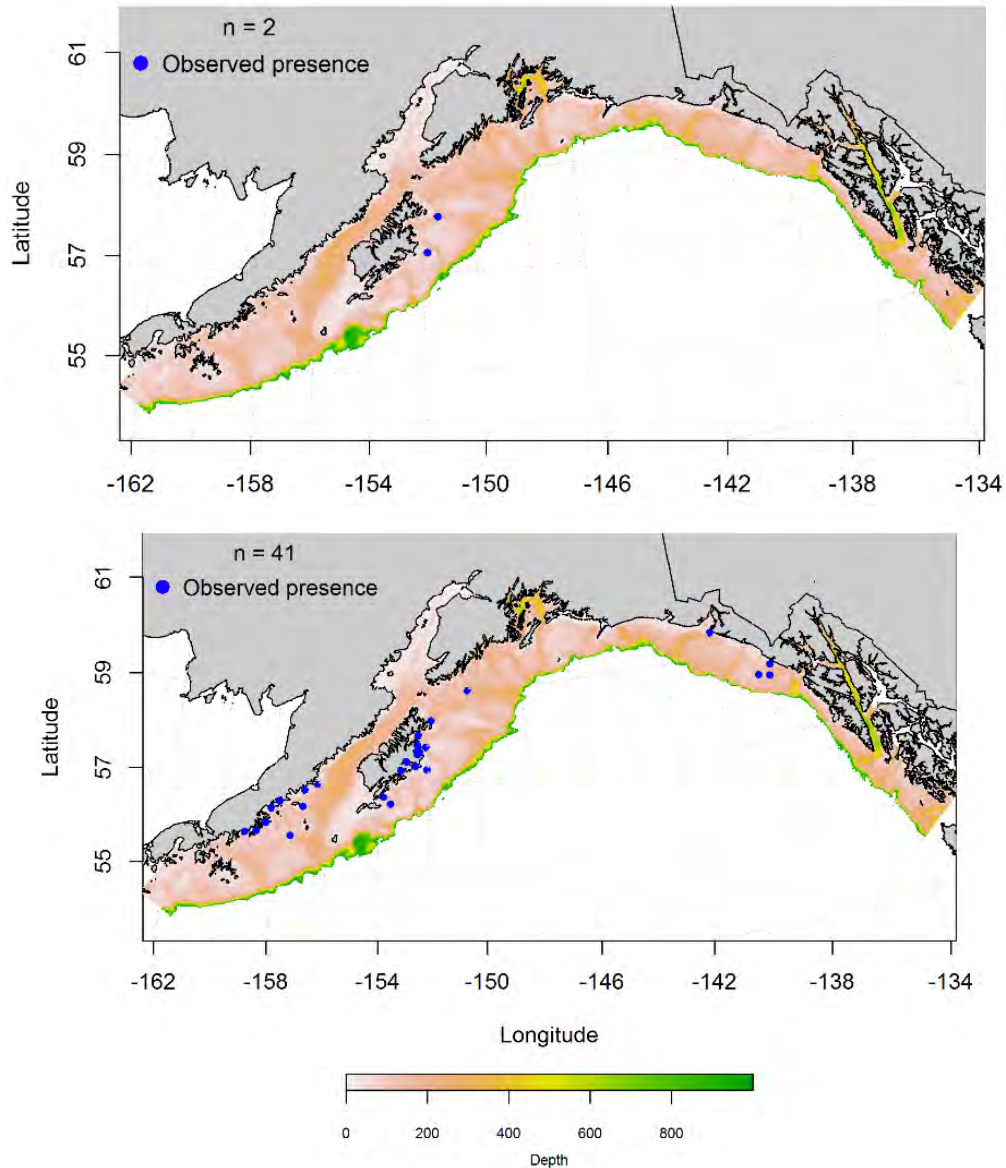 n = 2
Observed presence
Latitude
61
59
57
55
-162 -158 -154 -150 -146 -142 -138 -134
n = 41
Observed presence
Latitude
61
59
57
55
-162 -158 -154 -150 -146 -142 -138 -134
Longitude
0 200 400 600 800
Depth